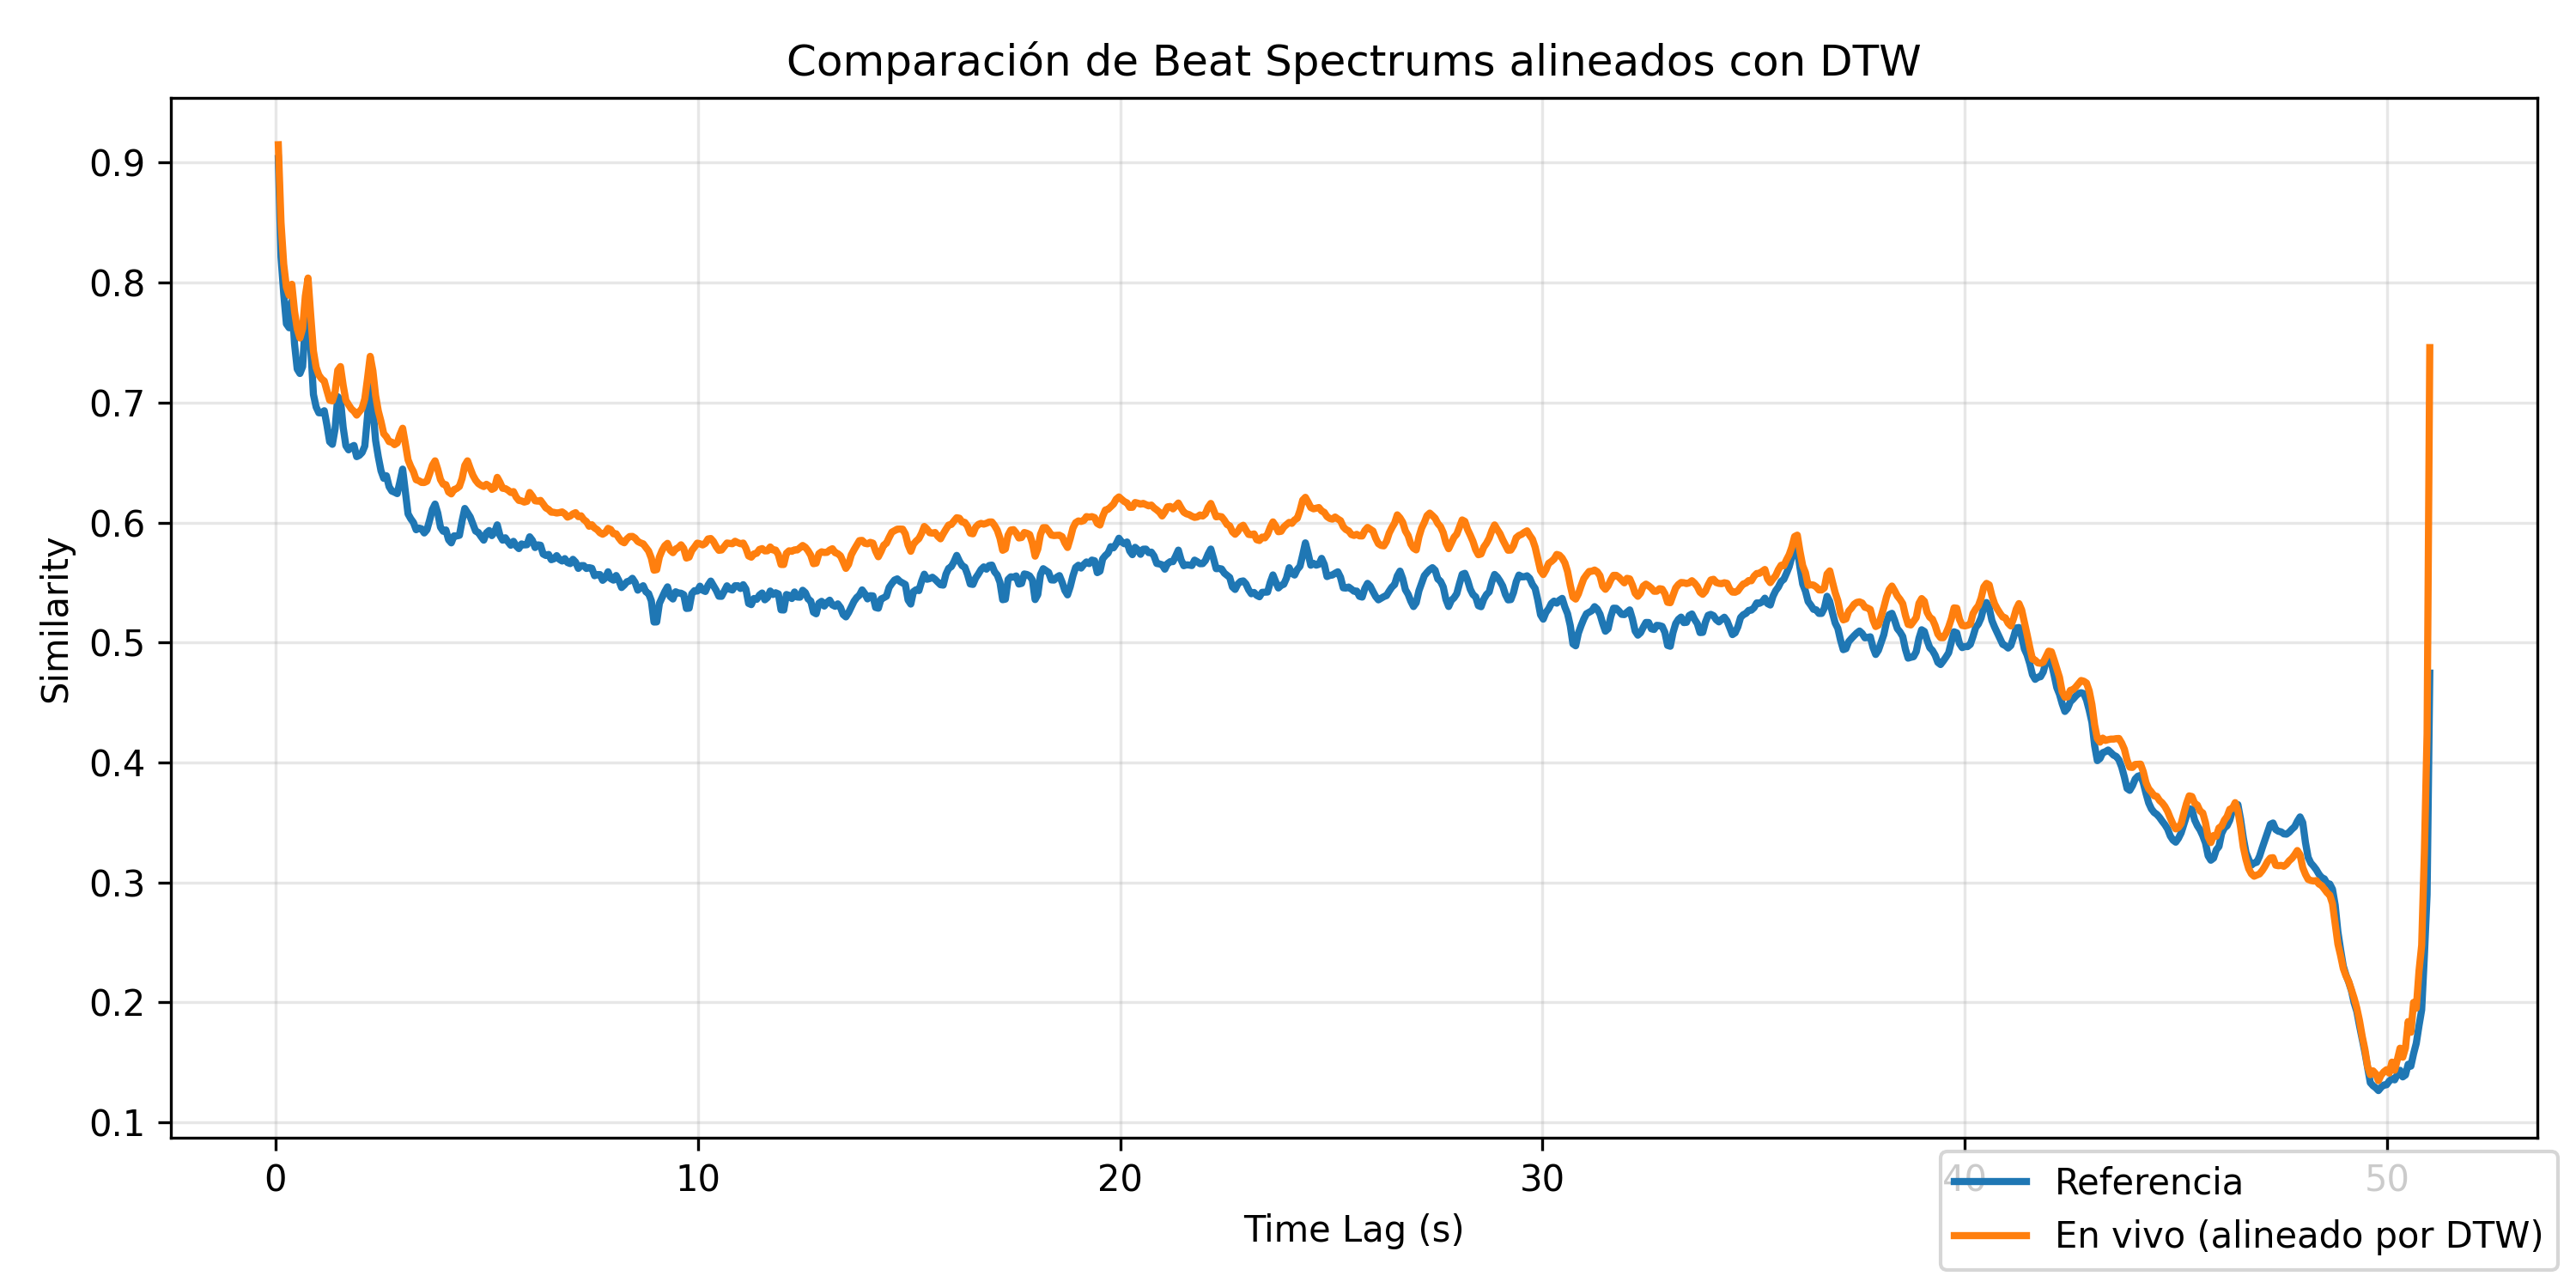 Comparación de Beat Spectrums alineados con DTW
Similarity
0.9
0.8
0.7
0.6
0.5
0.4
0.3
0.2
0.1
0 10 20 30 40 50
Time Lag (s)
Referencia
En vivo (alineado por DTW)